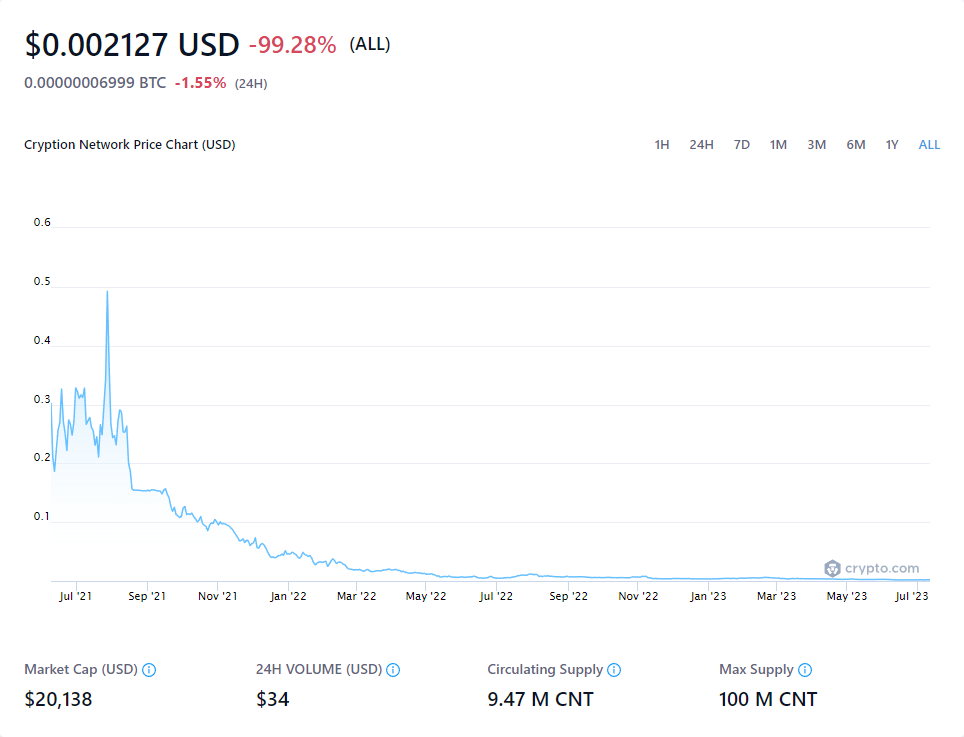 $0.002127 USD -99.28% (ALL)
0.00000006999 BTC -1.55% (24H)
Cryption Network Price Chart (USD) 1H 24H 7D 1M 3M 6M 1Y ALL
0.6
0.5
0.4
0.3
0.2
0.1
crypto.com
Jul '21 Sep '21 Nov '21 Jan '22 Mar '22 May '22 Jul '22 Sep '22 Nov '22 Jan '23 Mar '23 May '23 Jul '23
Market Cap (USD) 24H VOLUME (USD) Circulating Supply Max Supply
$20,138 $34 9.47 M CNT 100 M CNT